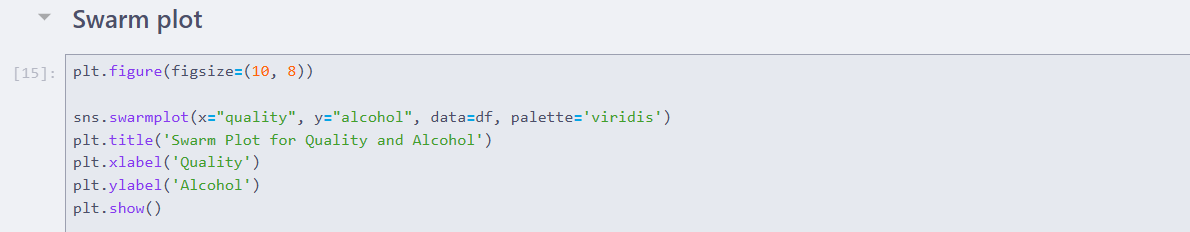 Swarm plot
[15]:
plt.figure(figsize=(10, 8))
sns.swarmplot(x="quality", y="alcohol", data=df, palette='viridis')
plt.title('Swarm Plot for Quality and Alcohol')
plt.xlabel('Quality')
plt.ylabel('Alcohol')
plt.show()